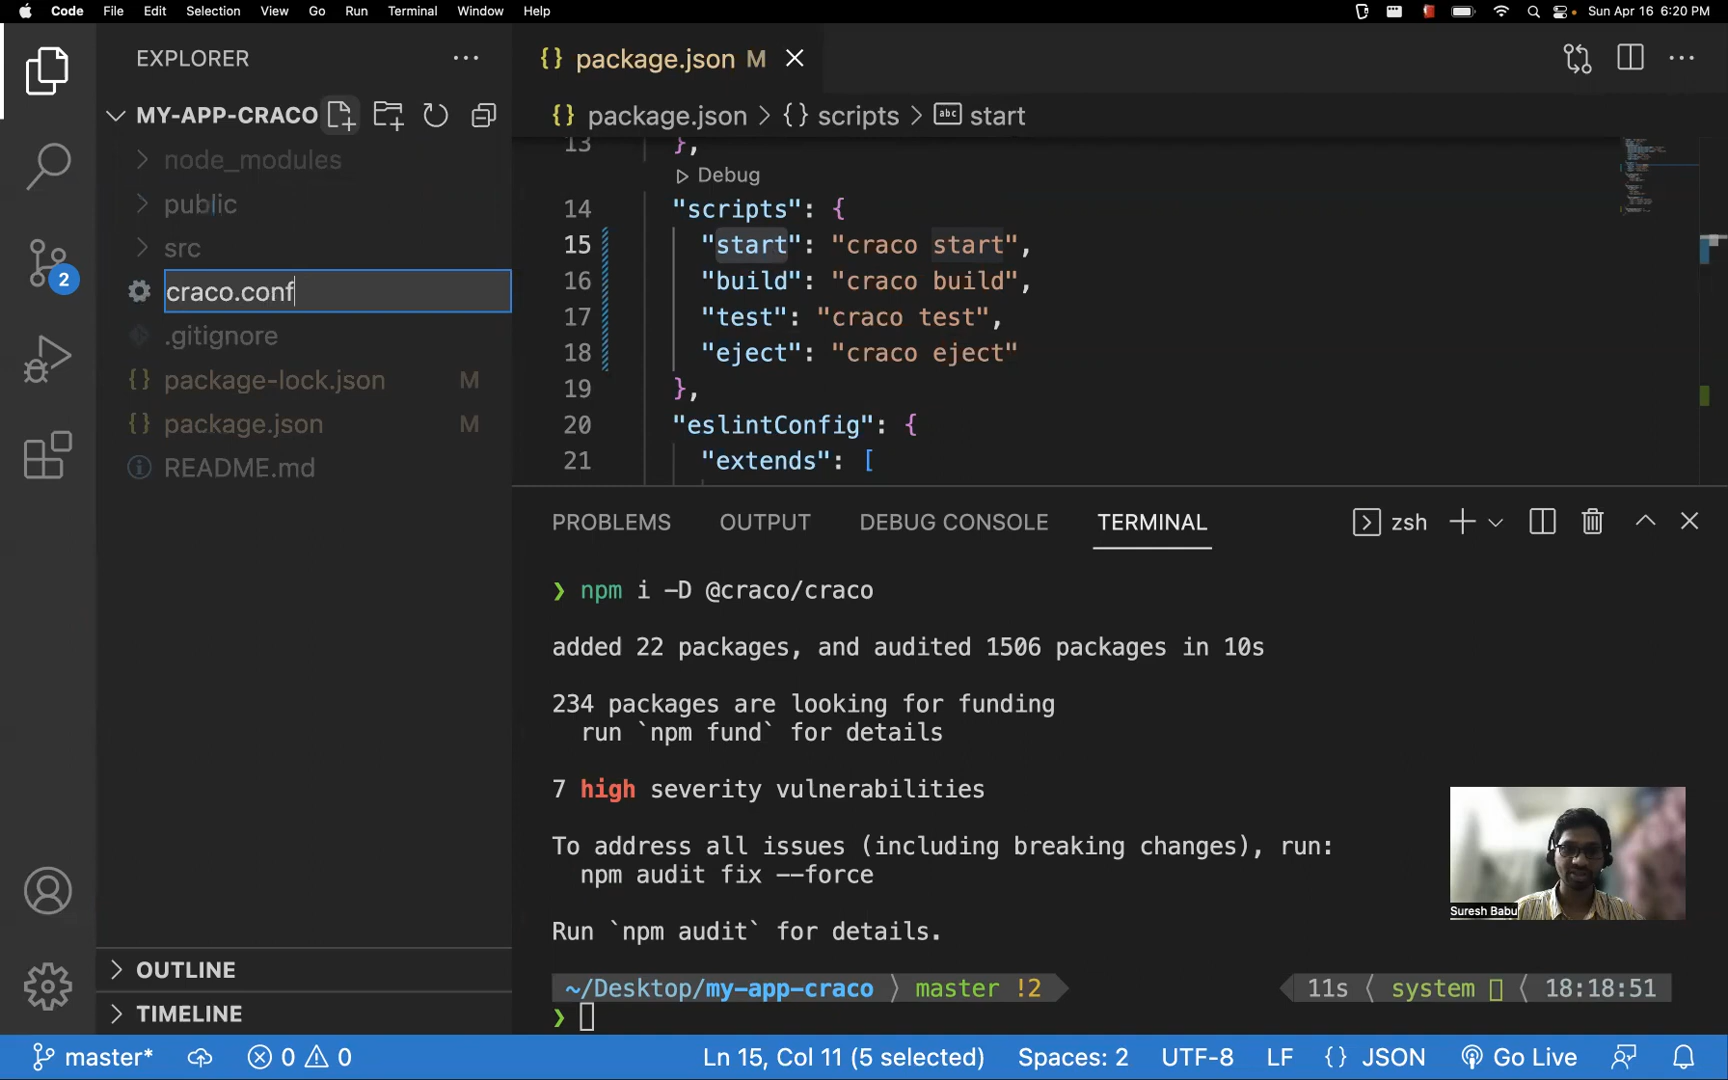 Code File Edit Selection View Go Run Terminal Window Help Sun Apr 16 6:20 PM
EXPLORER
MY-APP-CRACO
node_modules
public
src
craco.conf
.gitignore
{} package-lock.json M
{} package.json M
README.md
OUTLINE
TIMELINE
2
{} package.json M
{} package.json > {} scripts > abc start
13 },
Debug
14 "scripts": {
15 "start": "craco start",
16 "build": "craco build",
17 "test": "craco test",
18 "eject": "craco eject"
19 },
20 "eslintConfig": {
21 "extends": [
PROBLEMS OUTPUT DEBUG CONSOLE TERMINAL zsh
❯ npm i -D @craco/craco
added 22 packages, and audited 1506 packages in 10s
234 packages are looking for funding
run `npm fund` for details
7 high severity vulnerabilities
To address all issues (including breaking changes), run:
npm audit fix --force
Run `npm audit` for details.
~/Desktop/my-app-craco master !2 11s system 18:18:51
❯
Suresh Babu
master* 0 0 Ln 15, Col 11 (5 selected) Spaces: 2 UTF-8 LF {} JSON Go Live